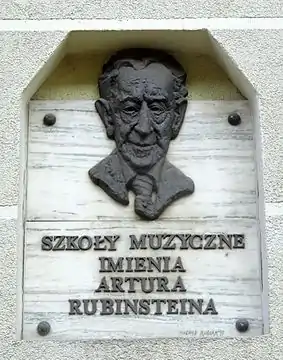 SZKOŁY MUZYCZNE
IMIENIA
ARTURA
RUBINSTEINA